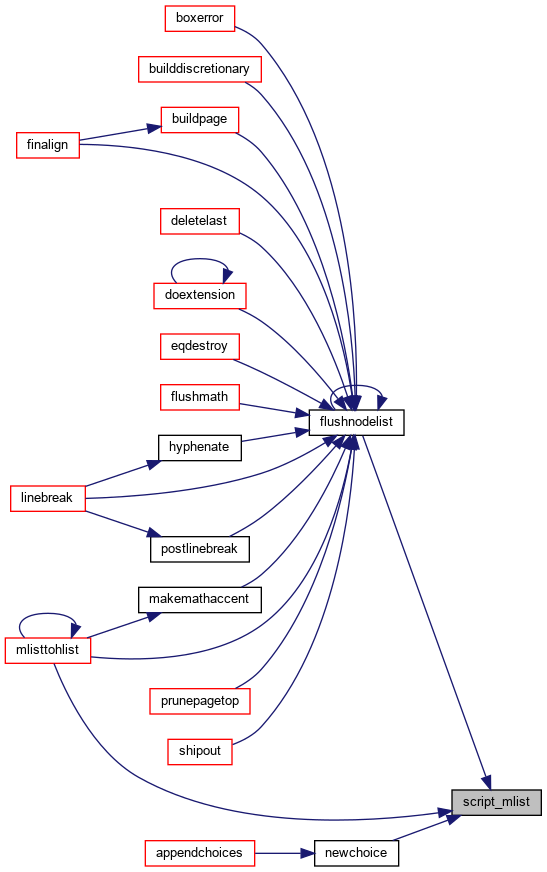 boxerror
builddiscretionary
buildpage
finalign
deletelast
doextension
eqdestroy
flushmath
flushnodelist
hyphenate
linebreak
postlinebreak
makemathaccent
mlisttohlist
prunepagetop
shipout
script_mlist
appendchoices
newchoice